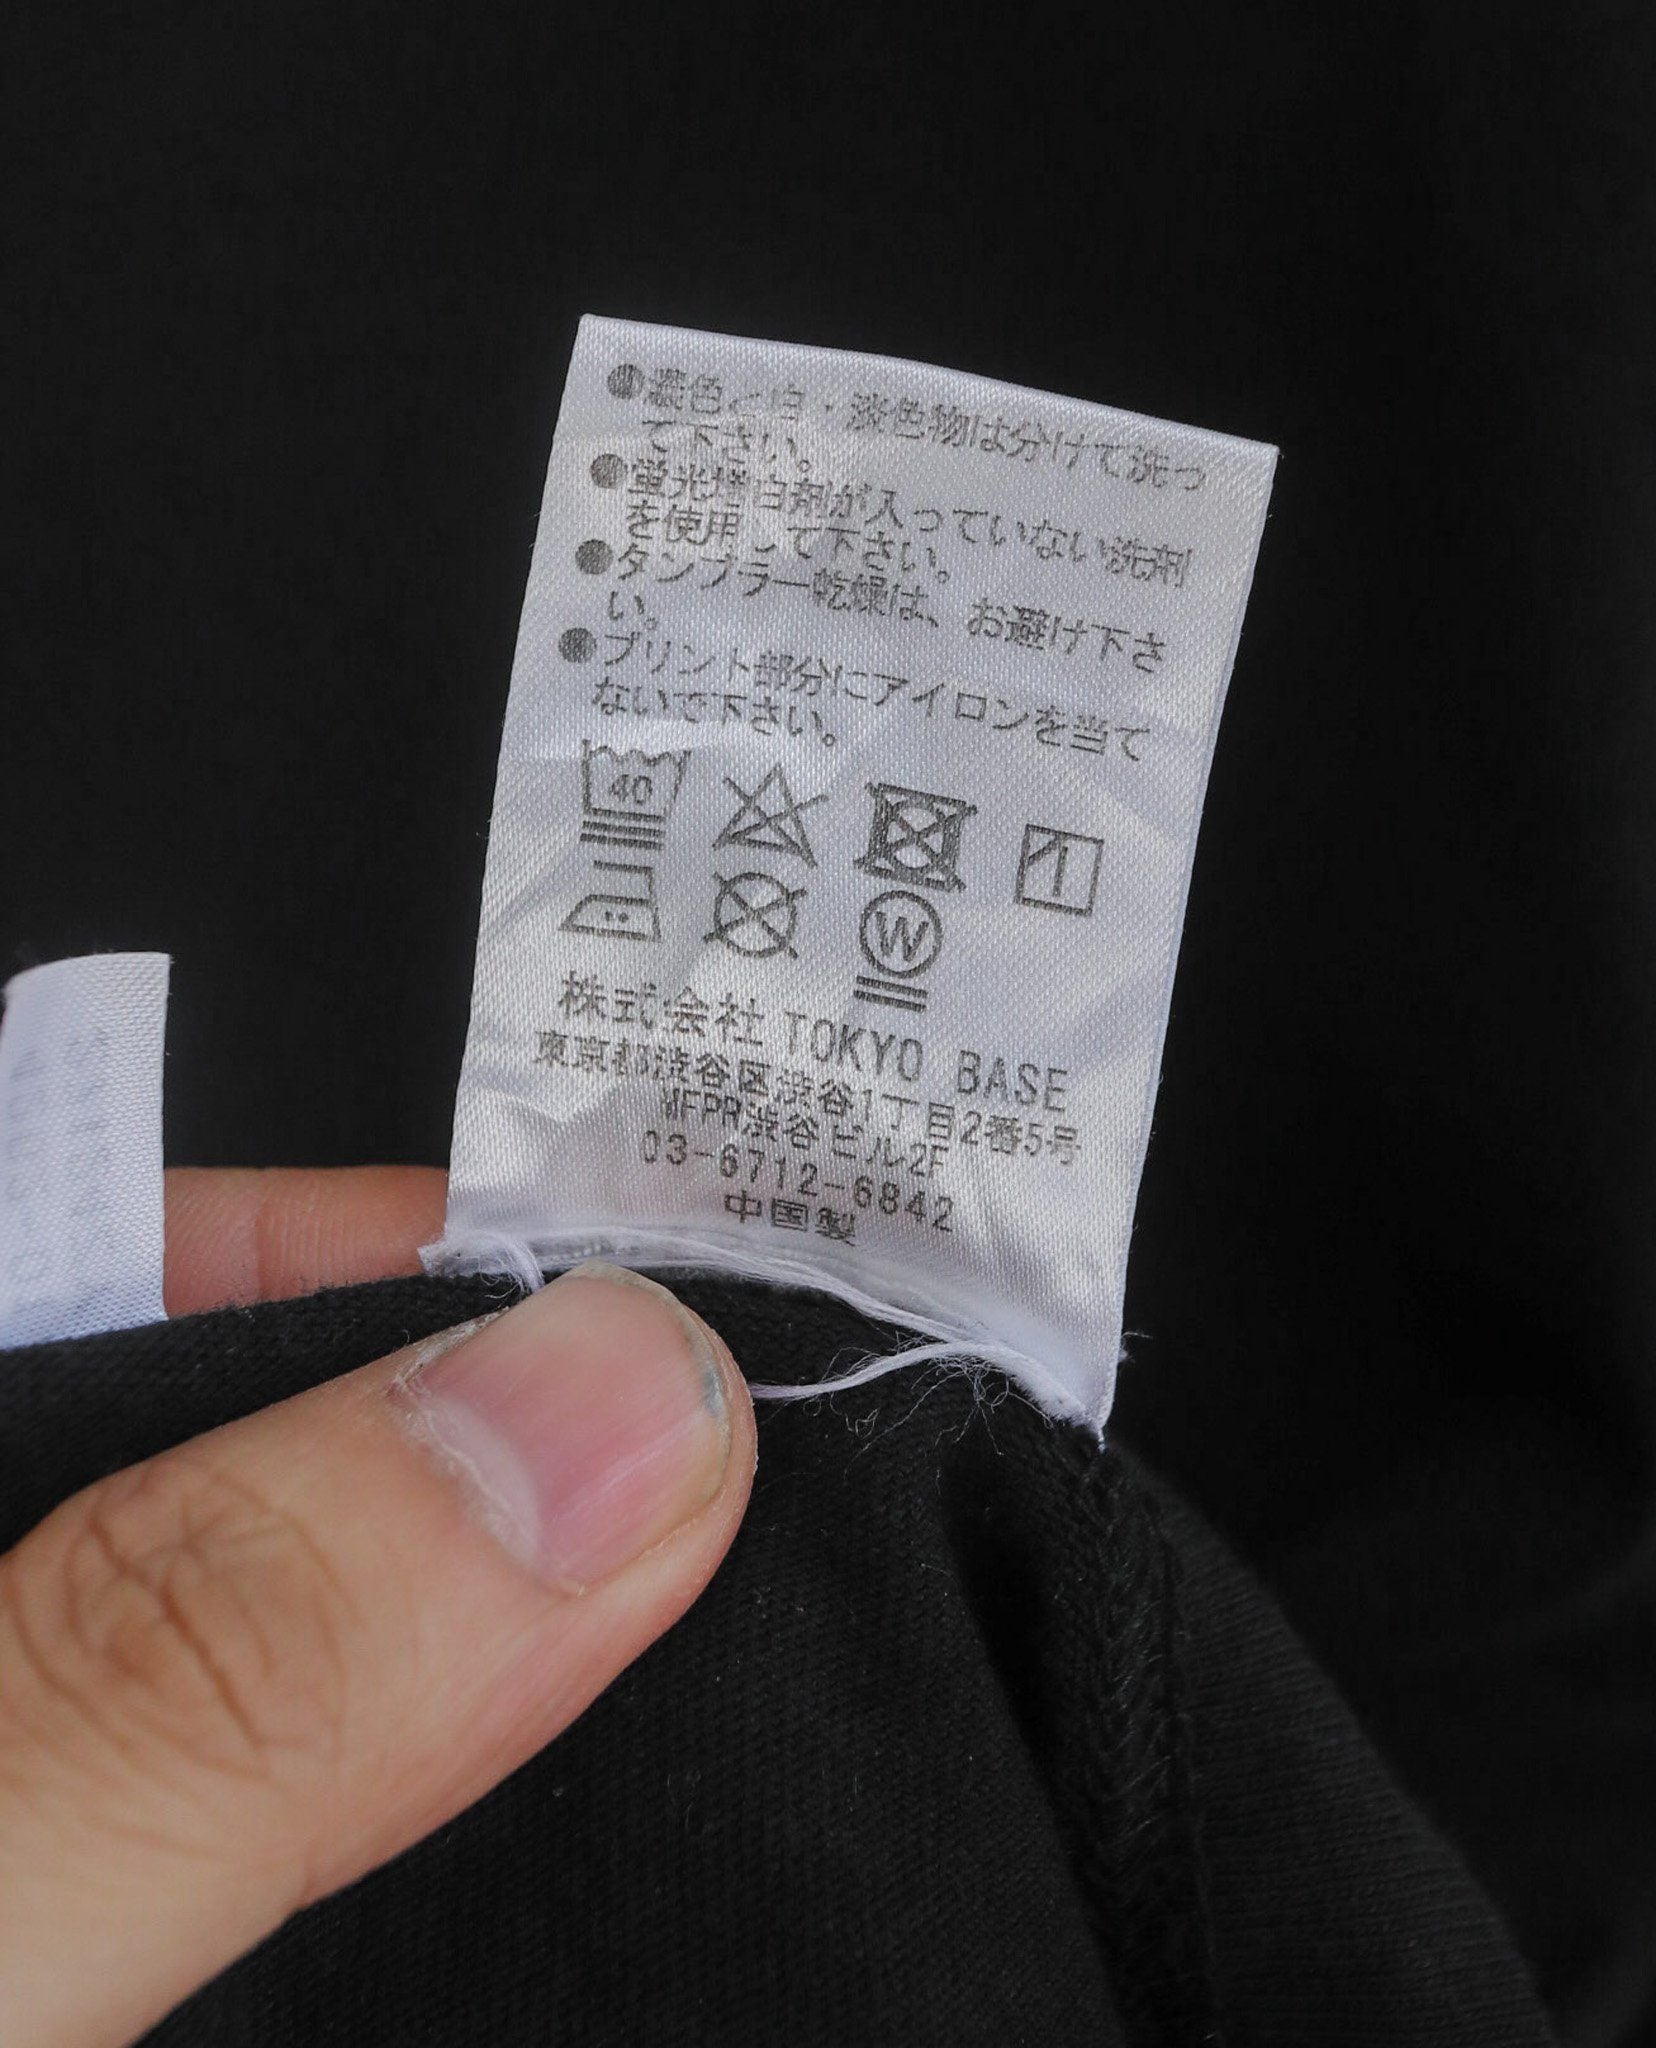 ●濃色と白・淡色物は分けて洗っ
て下さい。
●蛍光増白剤が入っていない洗剤
を使用して下さい。
●タンブラー乾燥は、お避け下さ
い。
●プリント部分にアイロンを当て
ないで下さい。
40
W
株式会社 TOKYO BASE
東京都渋谷区渋谷1丁目2番5号
MFPR渋谷ビル2F
03-6712-6842
中国製